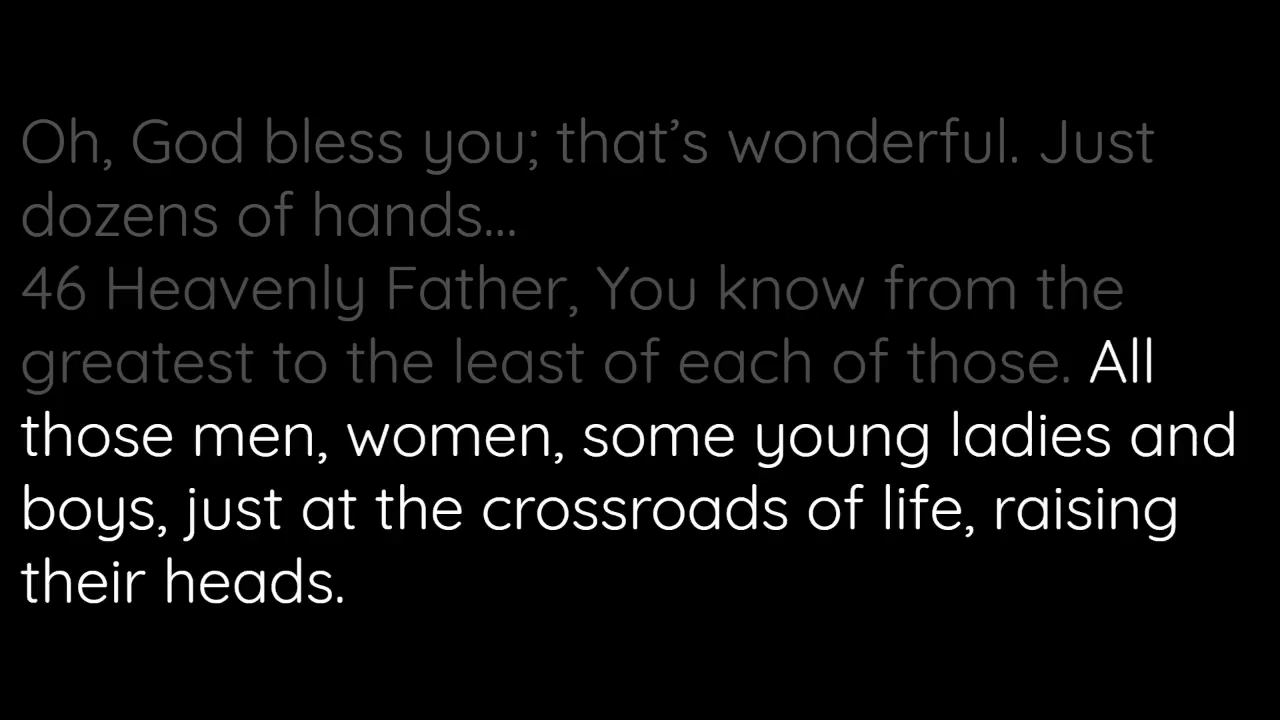 Oh, God bless you; that’s wonderful. Just
dozens of hands...
46 Heavenly Father, You know from the
greatest to the least of each of those. All
those men, women, some young ladies and
boys, just at the crossroads of life, raising
their heads.